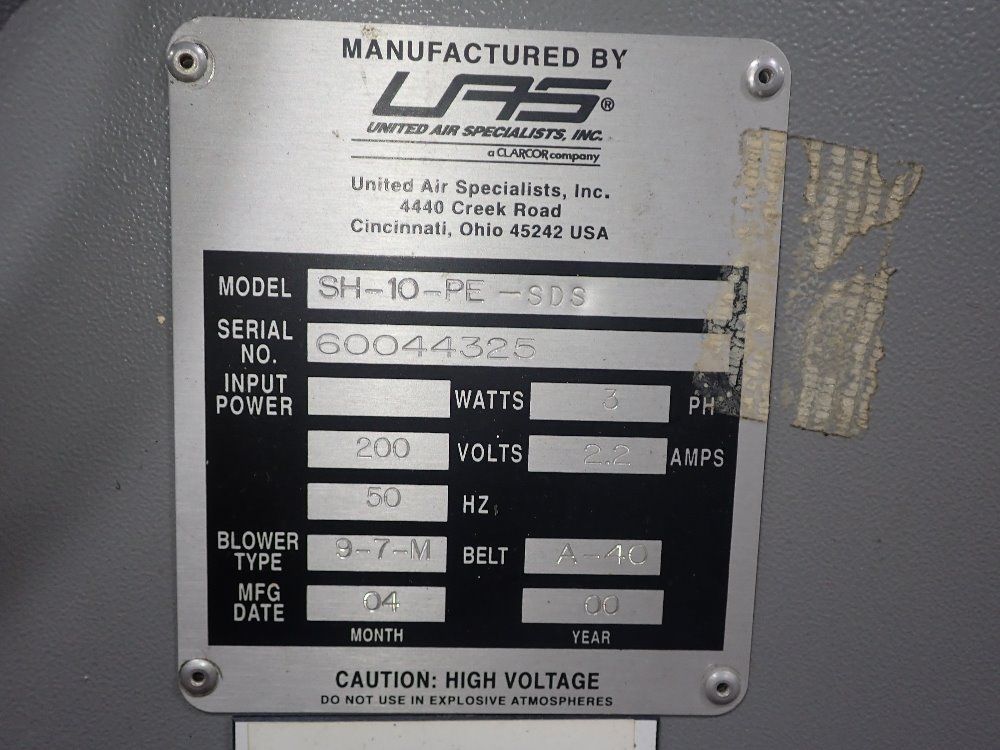 MANUFACTURED BY
UAS®
UNITED AIR SPECIALISTS, INC.
a CLARCOR company
United Air Specialists, Inc.
4440 Creek Road
Cincinnati, Ohio 45242 USA
MODEL SH-10-PE-SDS
SERIAL NO. 60044325
INPUT POWER WATTS 3 PH
200 VOLTS 2.2 AMPS
50 HZ
BLOWER TYPE 9-7-M BELT A-40
MFG DATE 04 00
MONTH YEAR
CAUTION: HIGH VOLTAGE
DO NOT USE IN EXPLOSIVE ATMOSPHERES